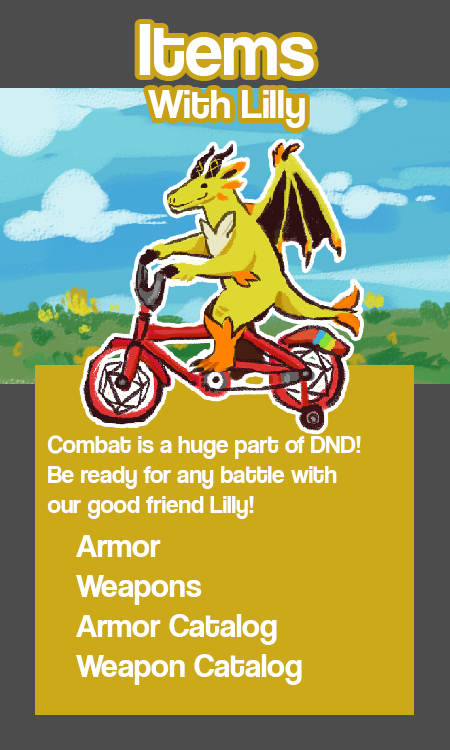 Items
With Lilly
Combat is a huge part of DND!
Be ready for any battle with
our good friend Lilly!
Armor
Weapons
Armor Catalog
Weapon Catalog